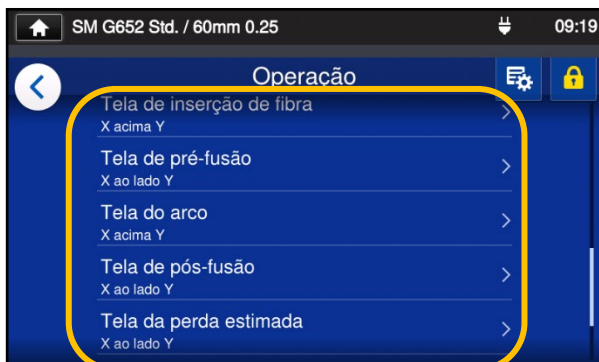 SM G652 Std. / 60mm 0.25 09:19
Operação
Tela de inserção de fibra
X acima Y
Tela de pré-fusão
X ao lado Y
Tela do arco
X acima Y
Tela de pós-fusão
X ao lado Y
Tela da perda estimada
X ao lado Y